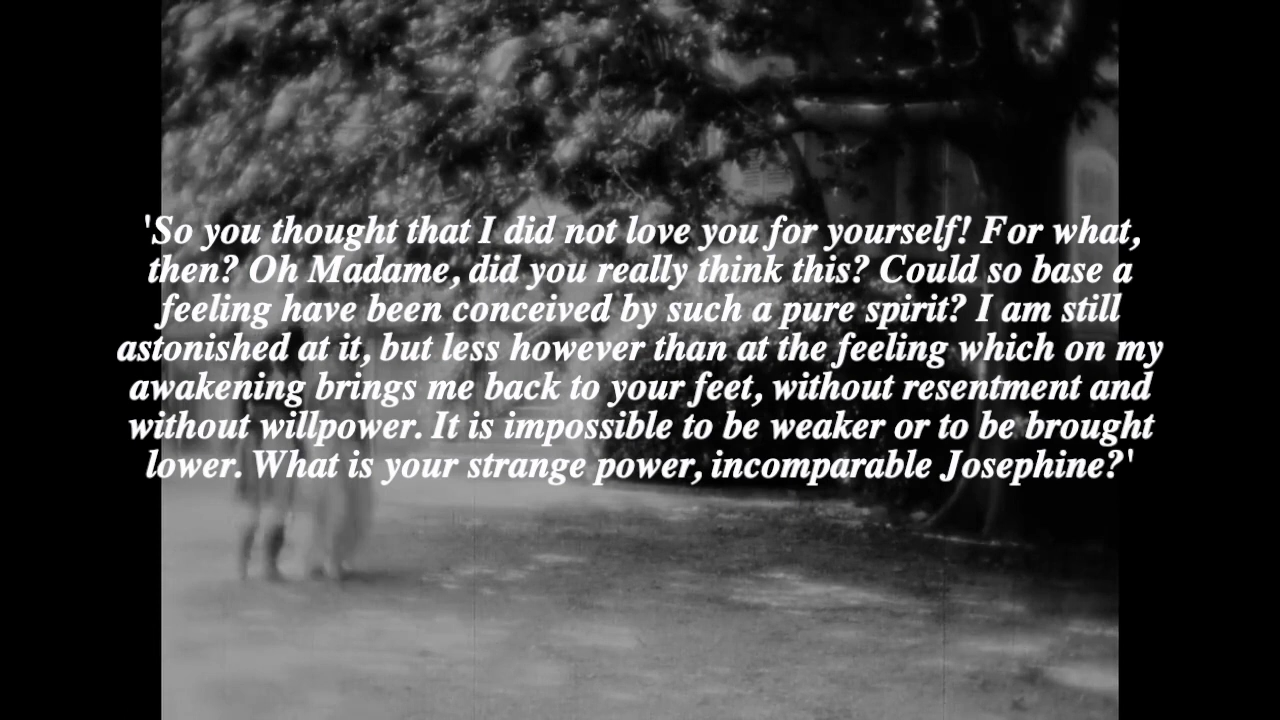 'So you thought that I did not love you for yourself! For what,
then? Oh Madame, did you really think this? Could so base a
feeling have been conceived by such a pure spirit? I am still
astonished at it, but less however than at the feeling which on my
awakening brings me back to your feet, without resentment and
without willpower. It is impossible to be weaker or to be brought
lower. What is your strange power, incomparable Josephine?'